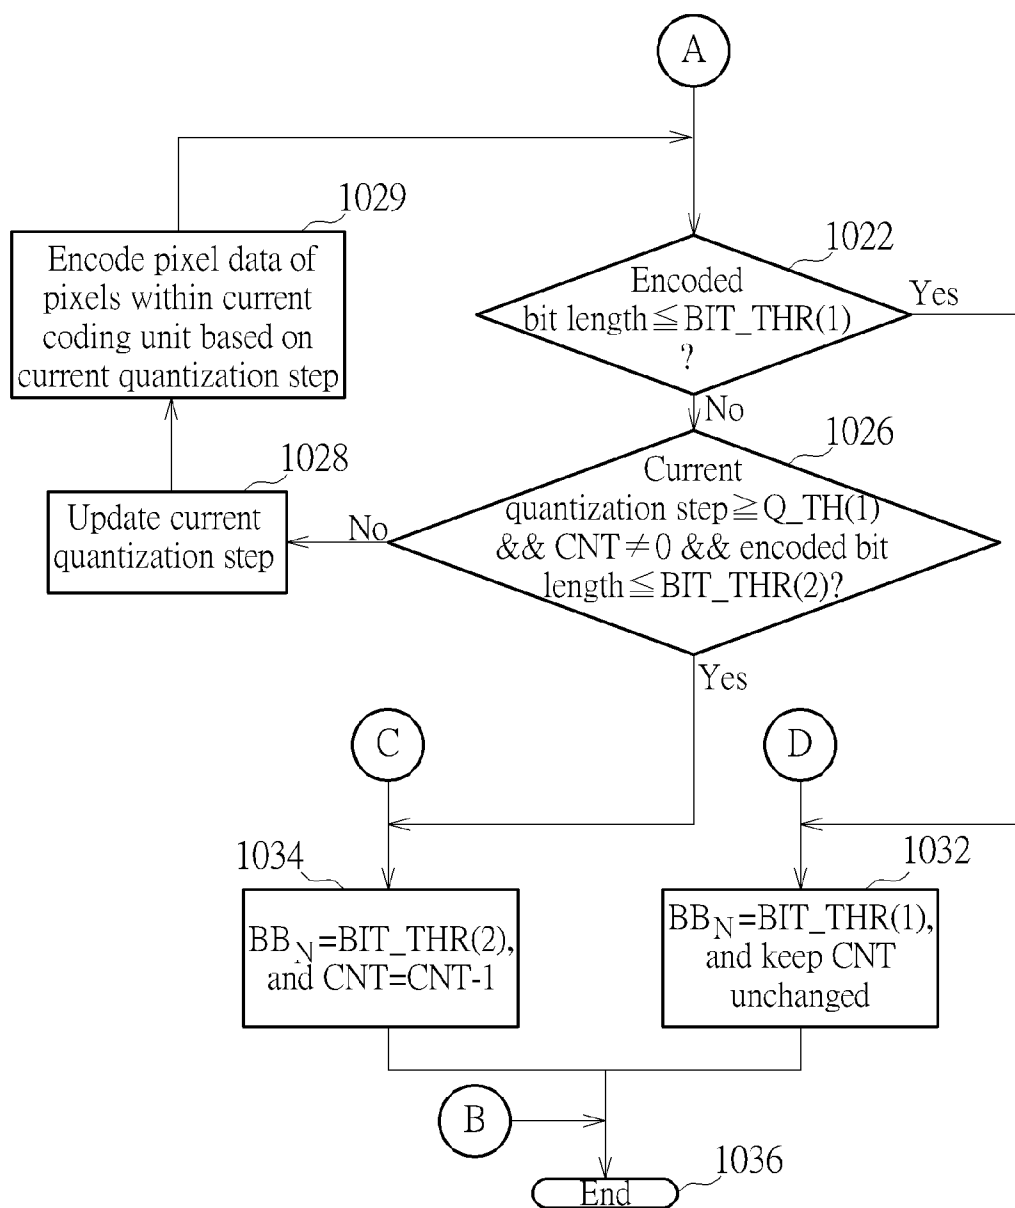 A
1029
Encode pixel data of
pixels within current
coding unit based on
current quantization step
1022
Encoded
bit length≦BIT_THR(1)
?
Yes
No
1026
Current
quantization step≧Q_TH(1)
&& CNT≠0 && encoded bit
length≦BIT_THR(2)?
No
1028
Update current
quantization step
Yes
C
D
1034
BB_N=BIT_THR(2),
and CNT=CNT-1
1032
BB_N=BIT_THR(1),
and keep CNT
unchanged
B
1036
End